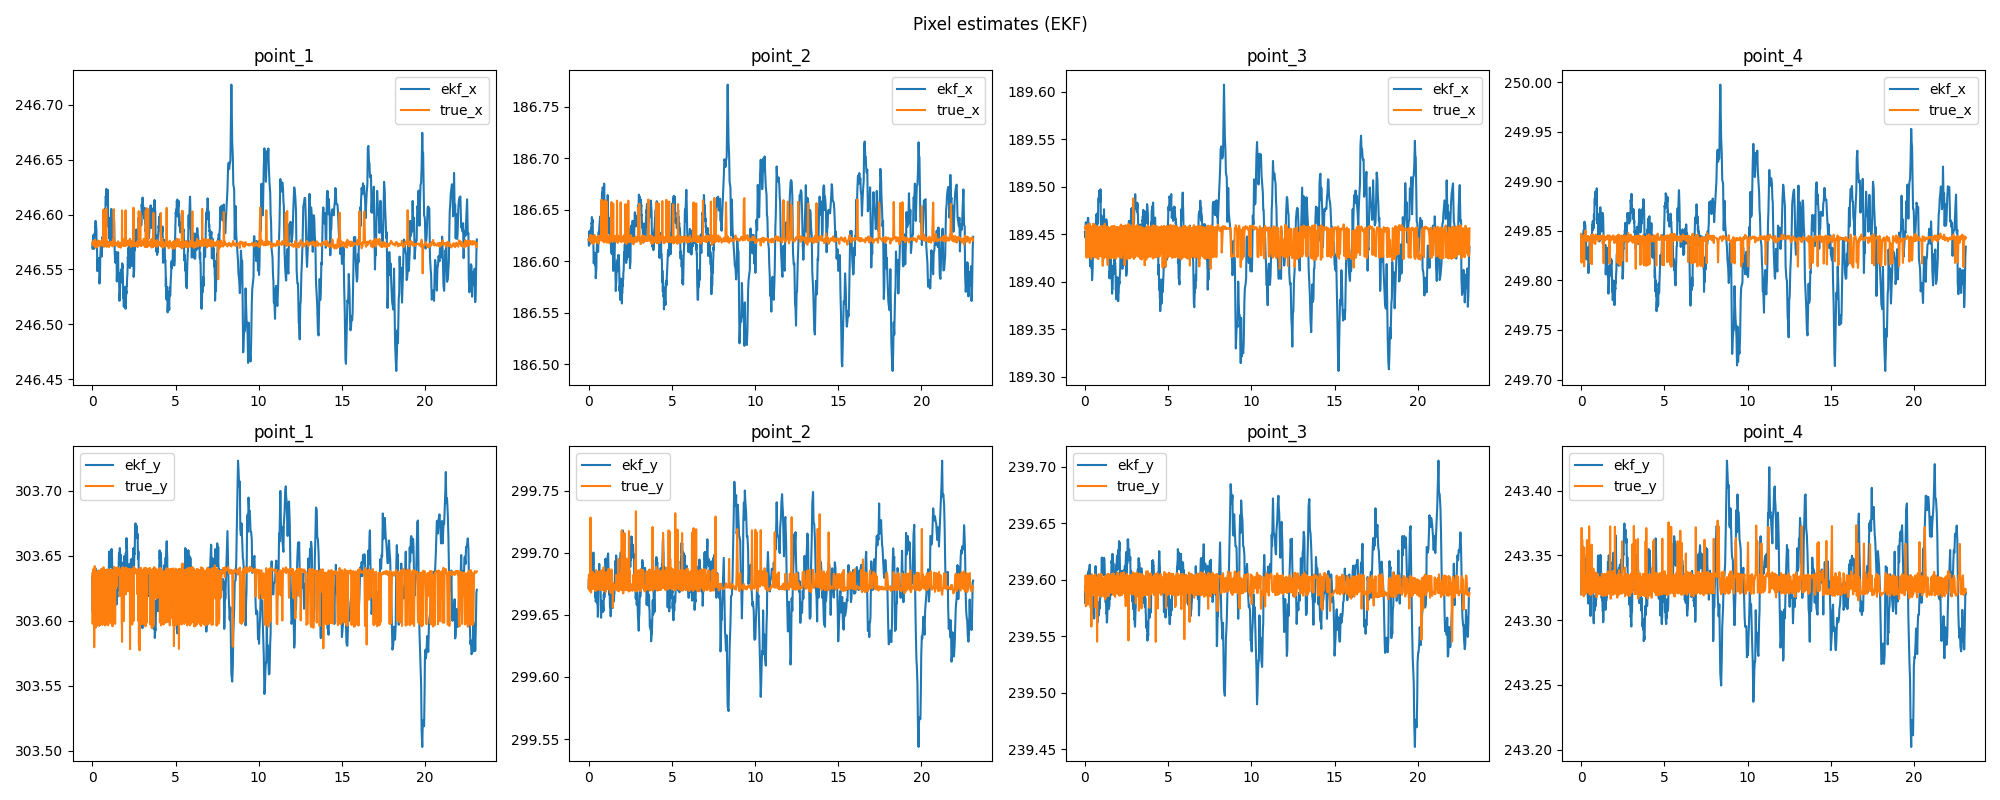 Pixel estimates (EKF)
point_1
246.70
246.65
246.60
246.55
246.50
246.45
0 5 10 15 20
ekf_x
true_x
point_2
186.75
186.70
186.65
186.60
186.55
186.50
0 5 10 15 20
ekf_x
true_x
point_3
189.60
189.55
189.50
189.45
189.40
189.35
189.30
0 5 10 15 20
ekf_x
true_x
point_4
250.00
249.95
249.90
249.85
249.80
249.75
249.70
0 5 10 15 20
ekf_x
true_x
point_1
303.70
303.65
303.60
303.55
303.50
0 5 10 15 20
ekf_y
true_y
point_2
299.75
299.70
299.65
299.60
299.55
0 5 10 15 20
ekf_y
true_y
point_3
239.70
239.65
239.60
239.55
239.50
239.45
0 5 10 15 20
ekf_y
true_y
point_4
243.40
243.35
243.30
243.25
243.20
0 5 10 15 20
ekf_y
true_y